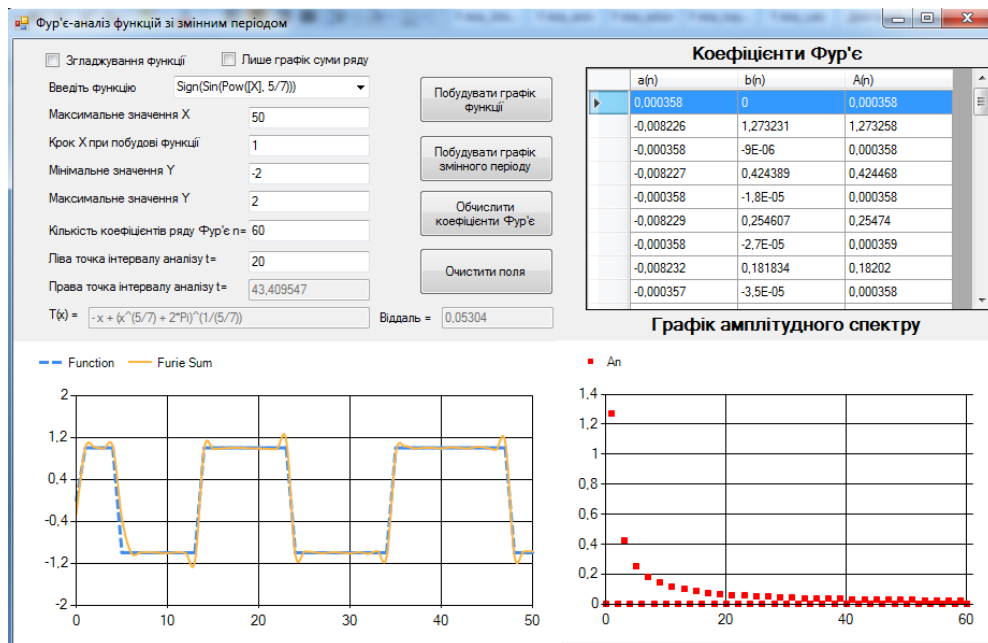 Фур'є-аналіз функцій зі змінним періодом
Згладжування функції
Лише графік суми ряду
Введіть функцію
Sign(Sin(Pow([X], 5/7)))
Максимальне значення X
50
Крок X при побудові функції
1
Мінімальне значення Y
-2
Максимальне значення Y
2
Кількість коефіцієнтів ряду Фур'є n=
60
Ліва точка інтервалу аналізу t=
20
Права точка інтервалу аналізу t=
43,409547
T(x) =
- x + (x^(5/7) + 2*Pi)^(1/(5/7))
Віддаль =
0,05304
Побудувати графік
функції
Побудувати графік
змінного періоду
Обчислити
коефіцієнти Фур'є
Очистити поля
Коефіцієнти Фур'є
a(n) b(n) A(n)
0,000358 0 0,000358
-0,008226 1,273231 1,273258
-0,000358 -9E-06 0,000358
-0,008227 0,424389 0,424468
-0,000358 -1,8E-05 0,000358
-0,008229 0,254607 0,25474
-0,000358 -2,7E-05 0,000359
-0,008232 0,181834 0,18202
-0,000357 -3,5E-05 0,000358
Графік амплітудного спектру
Function
Furie Sum
2
1,2
0,4
-0,4
-1,2
-2
0 10 20 30 40 50
An
1,4
1,2
1
0,8
0,6
0,4
0,2
0
0 20 40 60